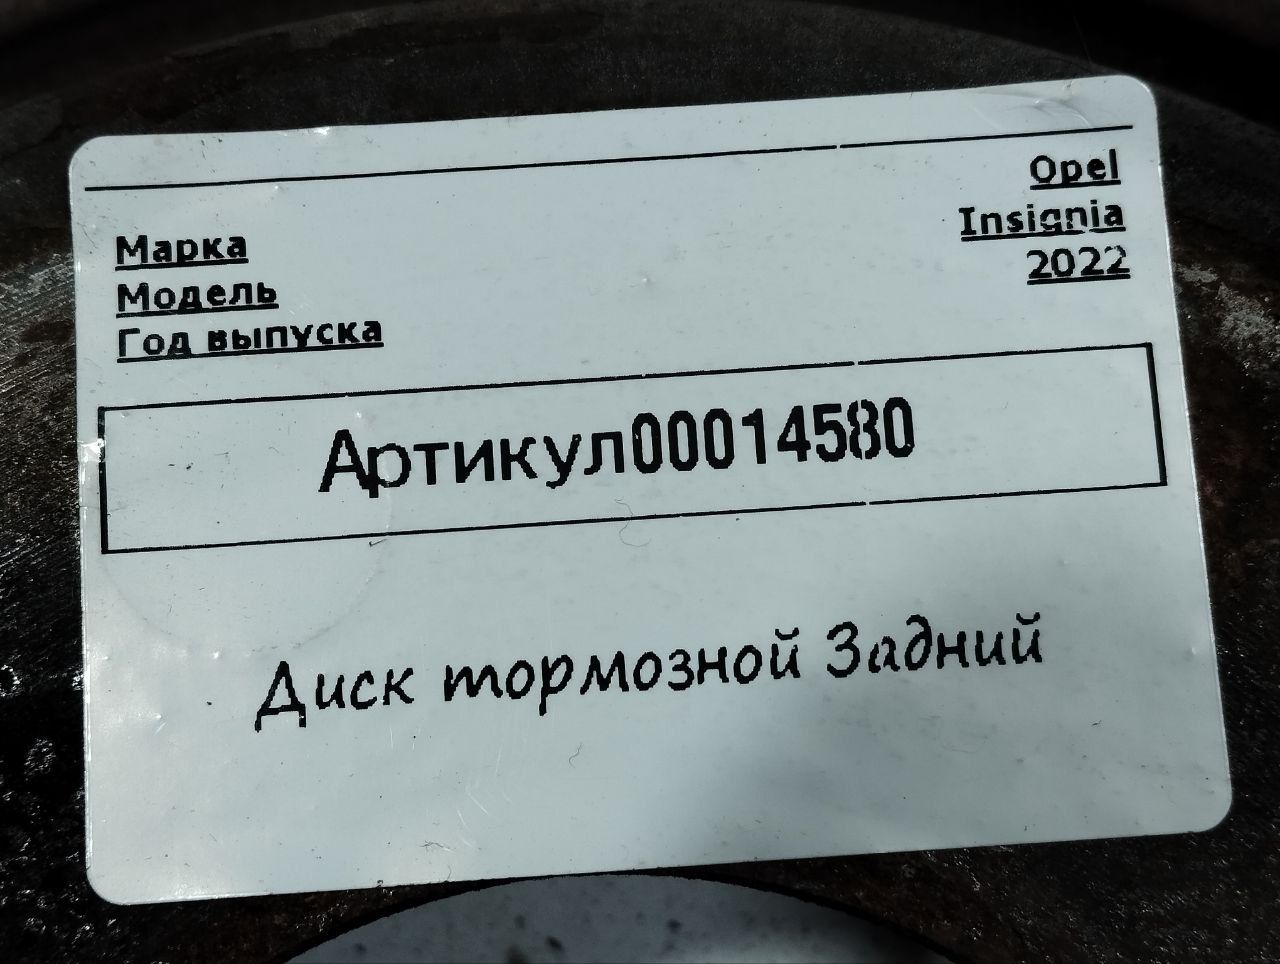 Марка Opel
Модель Insignia
Год выпуска 2022
Артикул00014580
Диск тормозной Задний